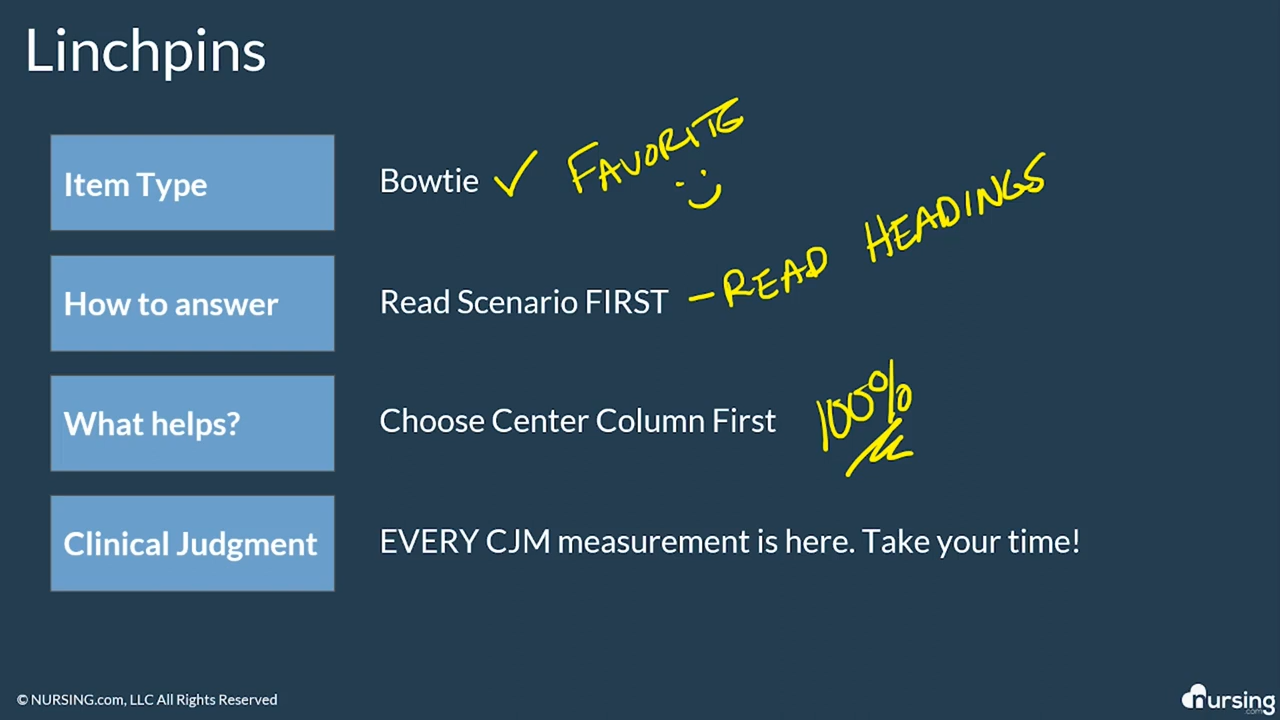 Linchpins
Item Type
Bowtie ✓ FAVORITE
How to answer
Read Scenario FIRST – READ HEADINGS
What helps?
Choose Center Column First 100%
Clinical Judgment
EVERY CJM measurement is here. Take your time!
© NURSING.com, LLC All Rights Reserved
nursing
.com